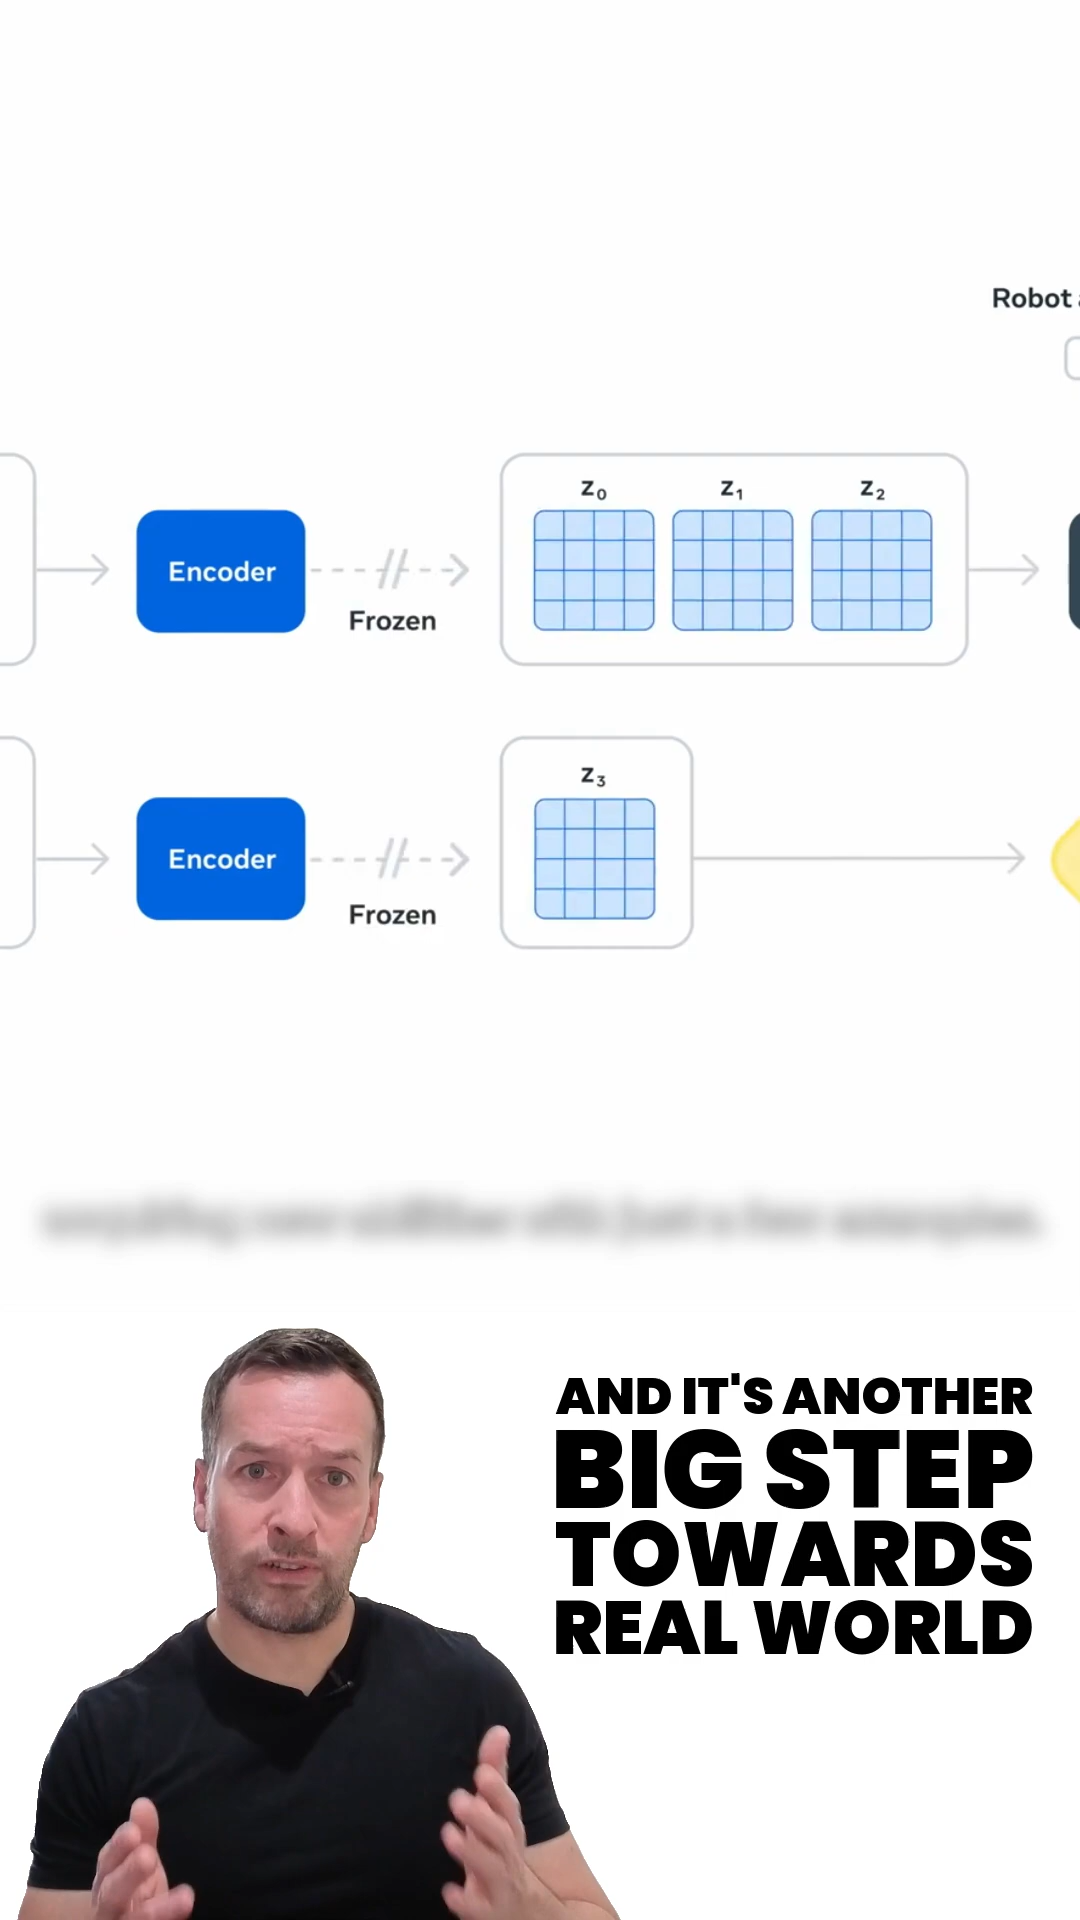 Robot
z₀ z₁ z₂
Encoder
Frozen
z₃
Encoder
Frozen
AND IT'S ANOTHER
BIG STEP
TOWARDS
REAL WORLD